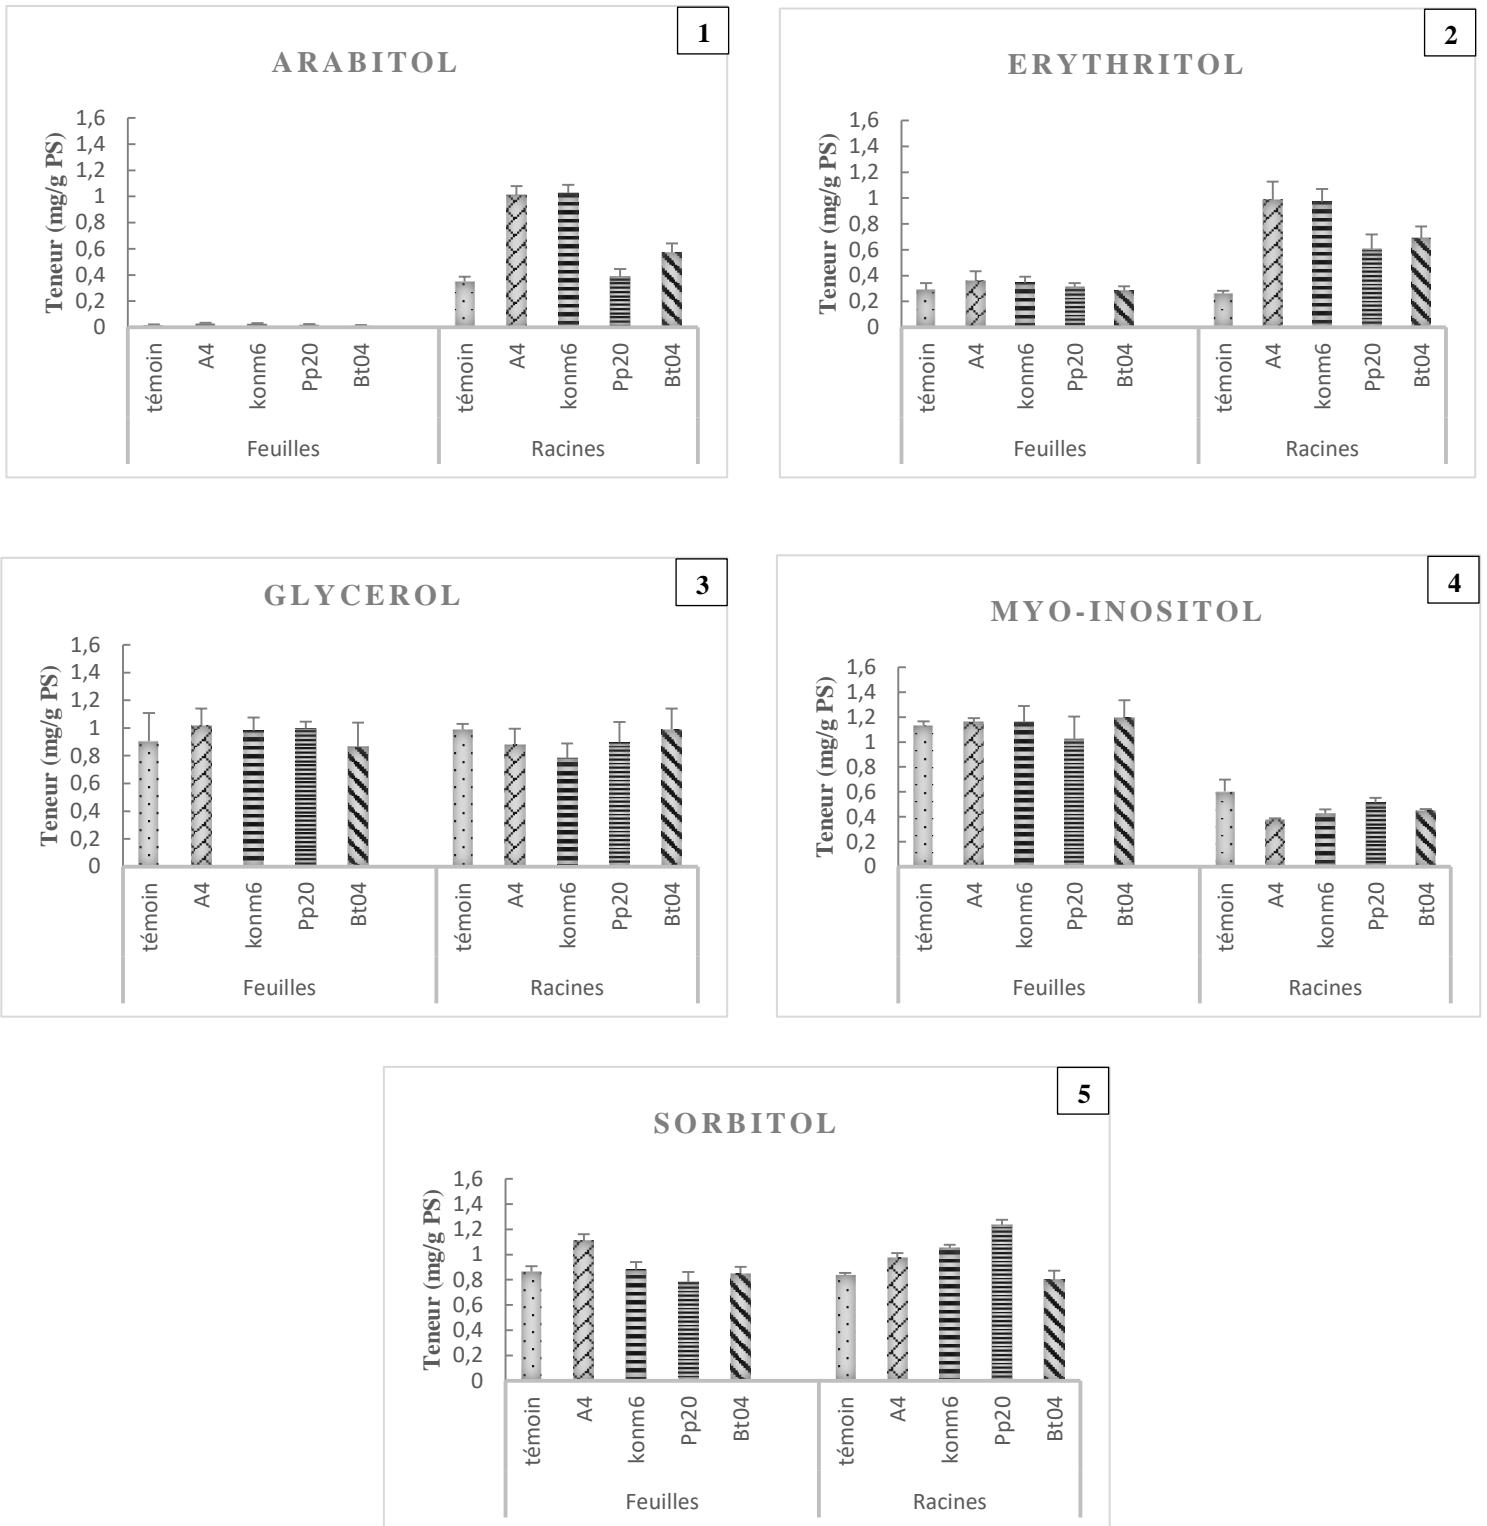 1
ARABITOL
Teneur (mg/g PS)
1,6
1,4
1,2
1
0,8
0,6
0,4
0,2
0
témoin A4 konm6 Pp20 Bt04 témoin A4 konm6 Pp20 Bt04
Feuilles Racines
2
ERYTHRITOL
Teneur (mg/g PS)
1,6
1,4
1,2
1
0,8
0,6
0,4
0,2
0
témoin A4 konm6 Pp20 Bt04 témoin A4 konm6 Pp20 Bt04
Feuilles Racines
3
GLYCEROL
Teneur (mg/g PS)
1,6
1,4
1,2
1
0,8
0,6
0,4
0,2
0
témoin A4 konm6 Pp20 Bt04 témoin A4 konm6 Pp20 Bt04
Feuilles Racines
4
MYO-INOSITOL
Teneur (mg/g PS)
1,6
1,4
1,2
1
0,8
0,6
0,4
0,2
0
témoin A4 konm6 Pp20 Bt04 témoin A4 konm6 Pp20 Bt04
Feuilles Racines
5
SORBITOL
Teneur (mg/g PS)
1,6
1,4
1,2
1
0,8
0,6
0,4
0,2
0
témoin A4 konm6 Pp20 Bt04 témoin A4 konm6 Pp20 Bt04
Feuilles Racines